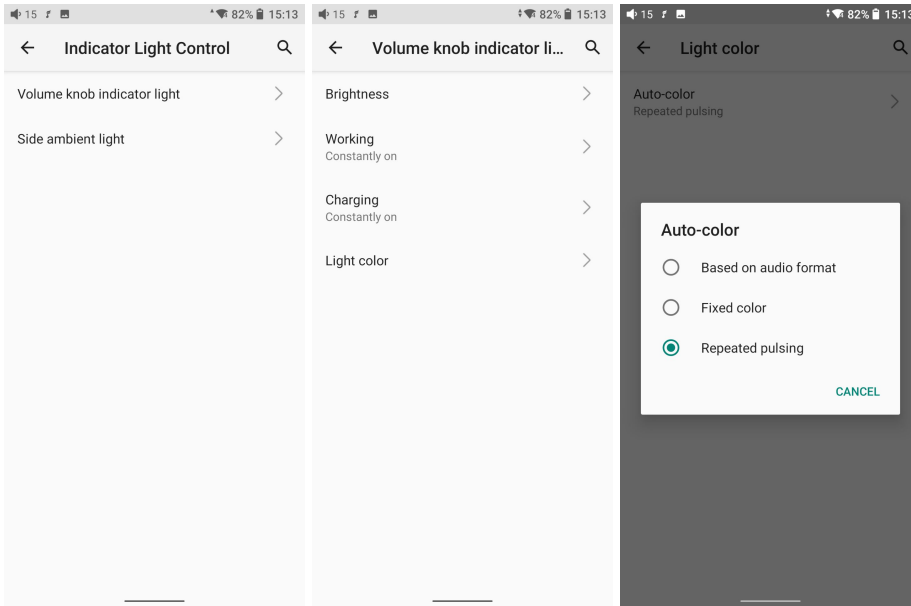 15 82% 15:13
Indicator Light Control
Volume knob indicator light
Side ambient light
15 82% 15:13
Volume knob indicator li...
Brightness
Working
Constantly on
Charging
Constantly on
Light color
15 82% 15:13
Light color
Auto-color
Repeated pulsing
Auto-color
Based on audio format
Fixed color
Repeated pulsing
CANCEL